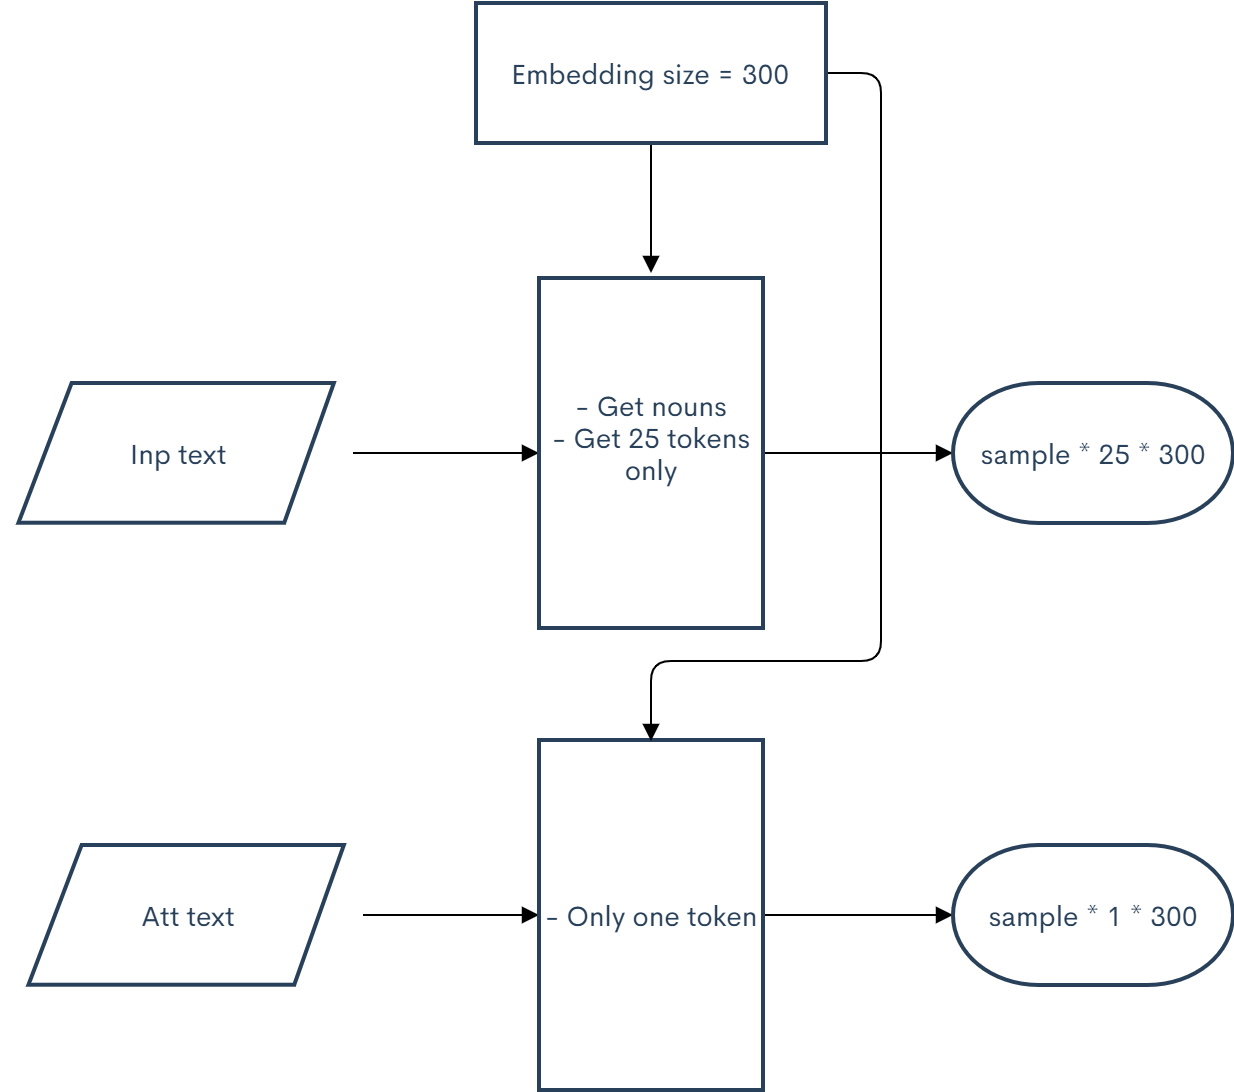 Embedding size = 300
- Get nouns
- Get 25 tokens
only
Inp text
sample * 25 * 300
Att text
- Only one token
sample * 1 * 300